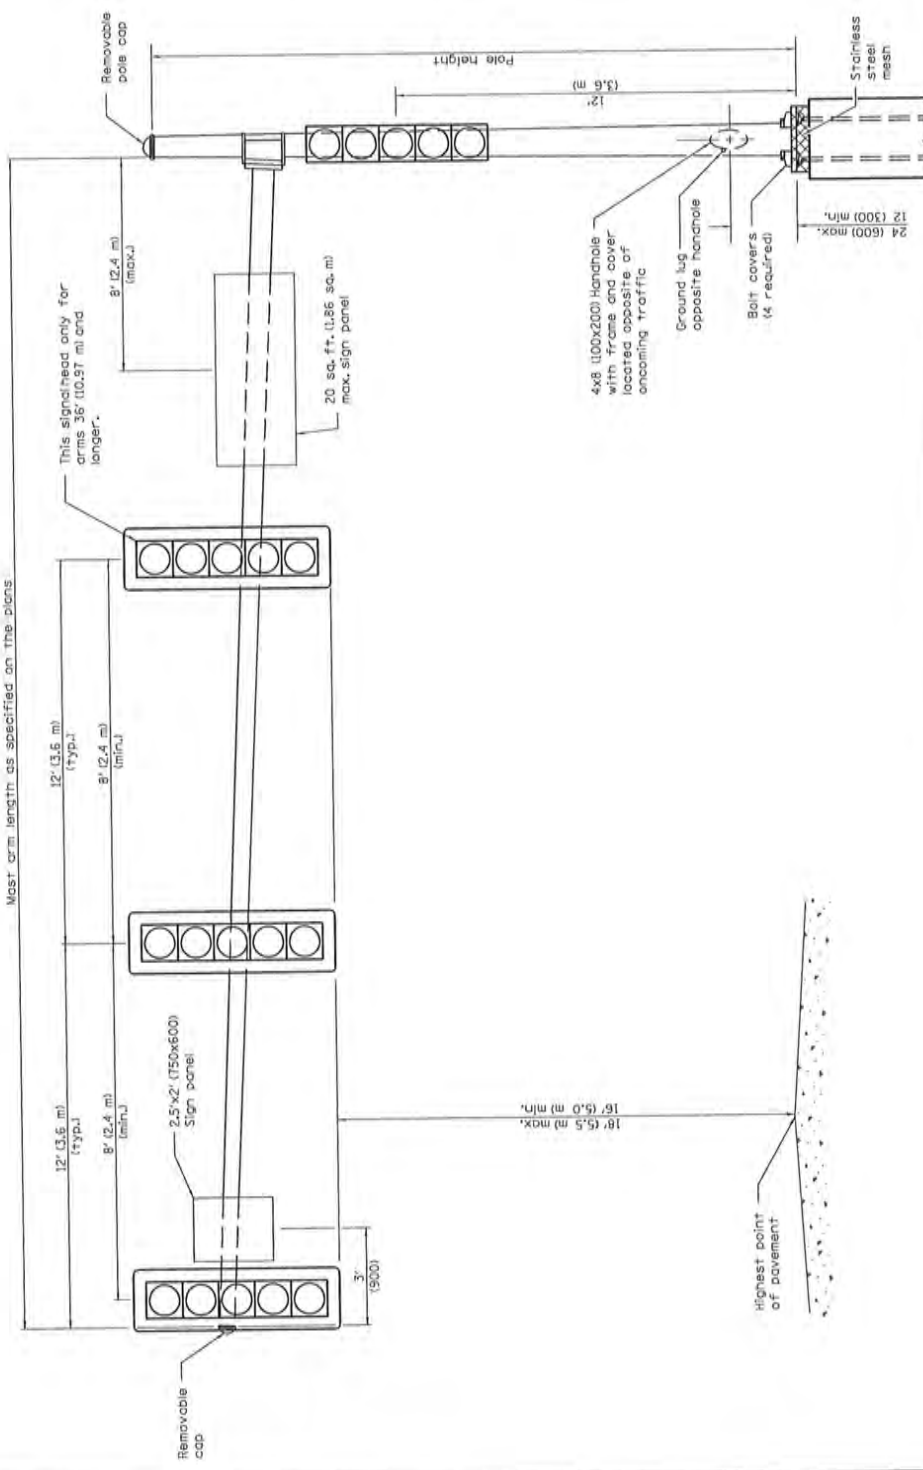 Mast arm length as specified on the plans
12' (3.6 m)
(typ.)
12' (3.6 m)
(typ.)
8' (2.4 m)
(min.)
8' (2.4 m)
(min.)
This signalhead only for
arms 36' (10.97 m) and
longer.
8' (2.4 m)
(max.)
Removable
pole cap
2.5'x2' (750x600)
Sign panel
20 sq. ft. (1.86 sq. m)
max. sign panel
Removable
cap
3'
(900)
18' (5.5 m) max.
16' (5.0 m) min.
Highest point
of pavement
Pole height
12'
(3.6 m)
4x8 (100x200) Handhole
with frame and cover
located opposite of
oncoming traffic
Ground lug
opposite handhole
Bolt covers
(4 required)
24 (600) max.
12 (300) min.
Stainless
steel
mesh